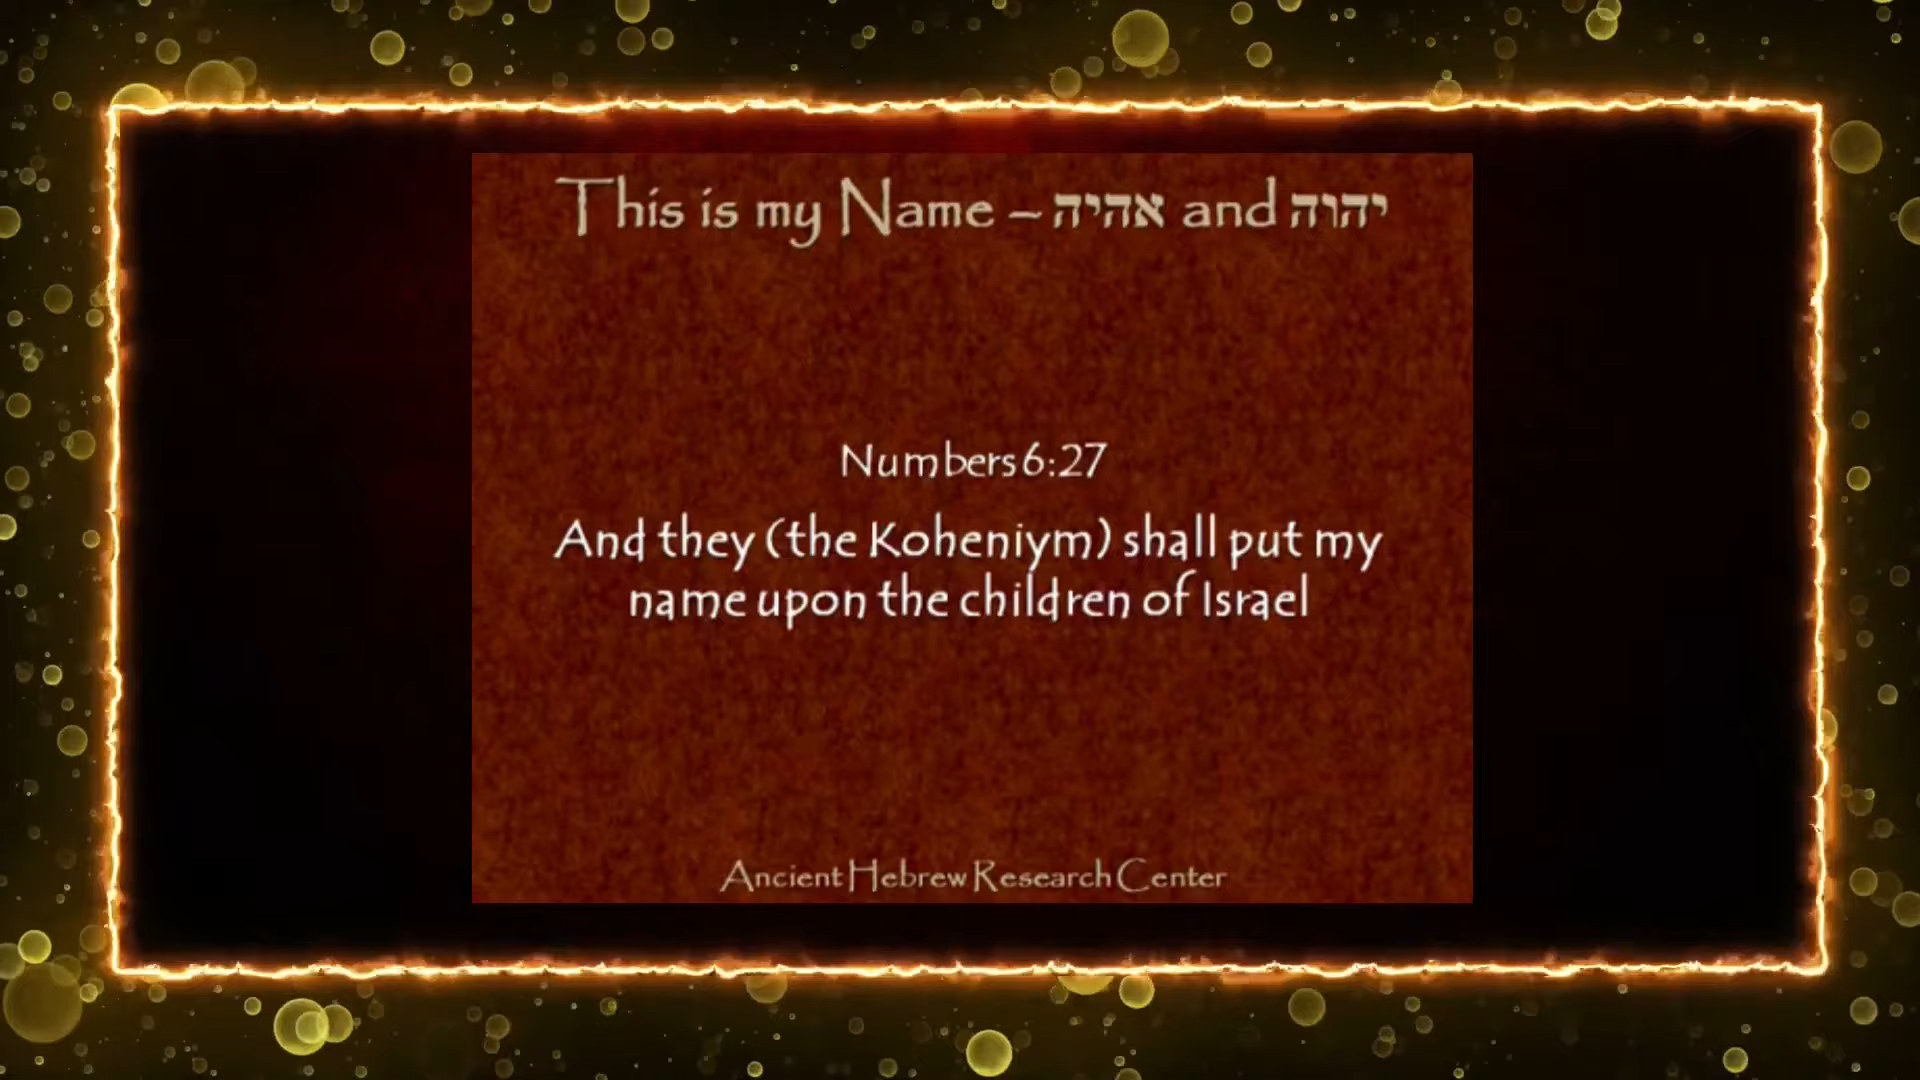 This is my Name – אהיה and יהוה
Numbers 6:27
And they (the Koheniym) shall put my
name upon the children of Israel
Ancient Hebrew Research Center